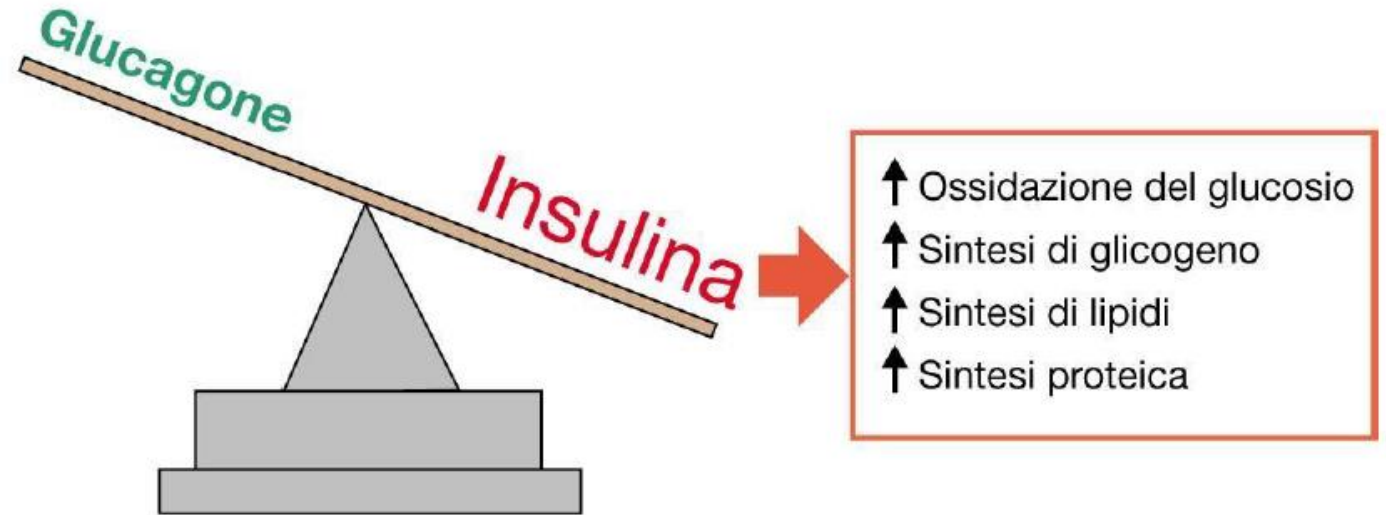 Glucagone
Insulina
↑ Ossidazione del glucosio
↑ Sintesi di glicogeno
↑ Sintesi di lipidi
↑ Sintesi proteica